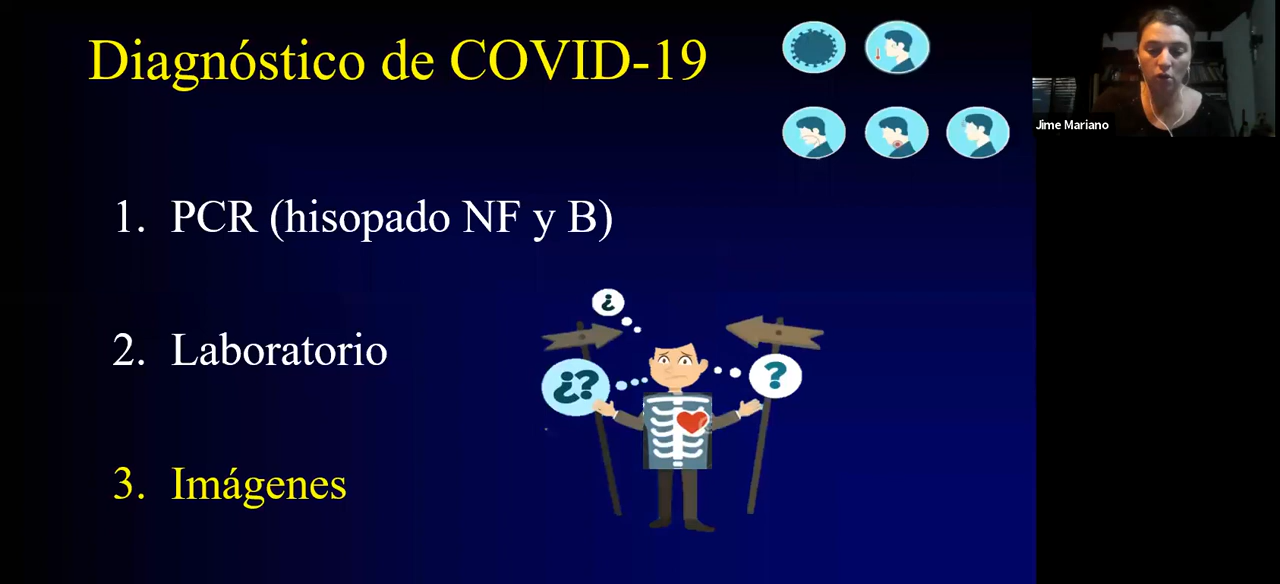 Diagnóstico de COVID-19
Jime Mariano
1. PCR (hisopado NF y B)
2. Laboratorio
¿
¿?
?
3. Imágenes